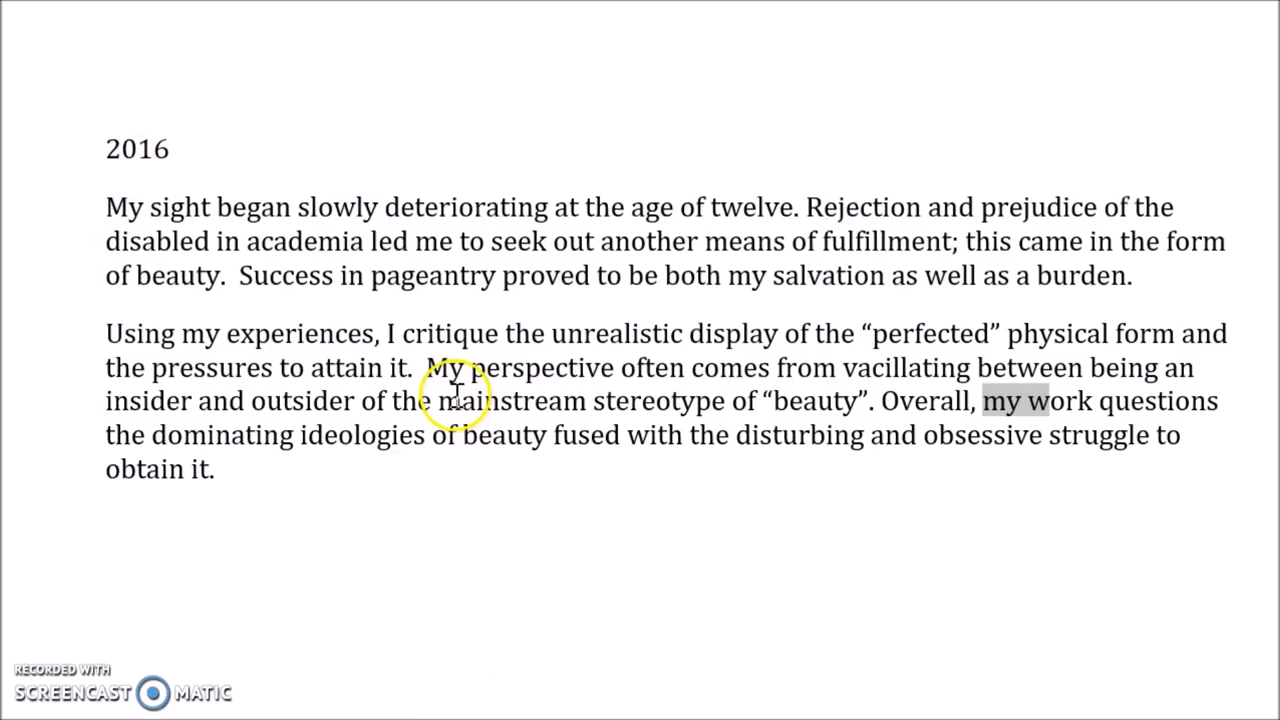 2016
My sight began slowly deteriorating at the age of twelve. Rejection and prejudice of the
disabled in academia led me to seek out another means of fulfillment; this came in the form
of beauty.  Success in pageantry proved to be both my salvation as well as a burden.
Using my experiences, I critique the unrealistic display of the “perfected” physical form and
the pressures to attain it.  My perspective often comes from vacillating between being an
insider and outsider of the mainstream stereotype of “beauty”. Overall, my work questions
the dominating ideologies of beauty fused with the disturbing and obsessive struggle to
obtain it.
RECORDED WITH
SCREENCAST MATIC